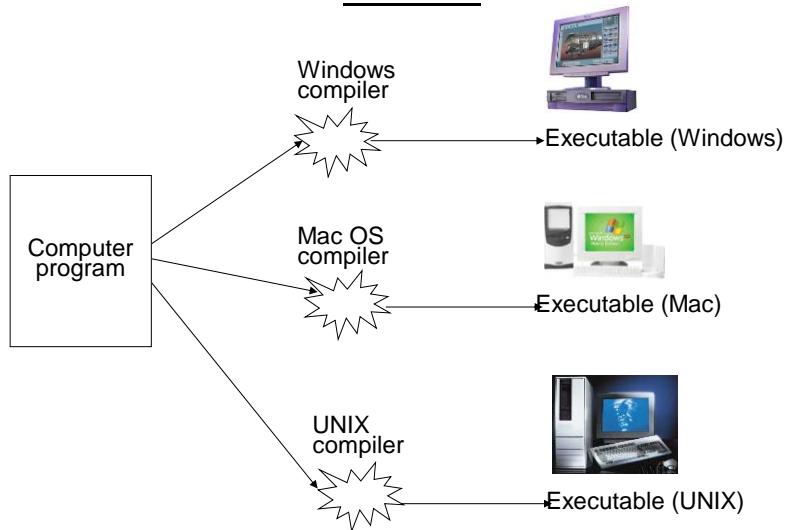 Windows
compiler
Executable (Windows)
Computer
program
Mac OS
compiler
Windows
Executable (Mac)
UNIX
compiler
Executable (UNIX)